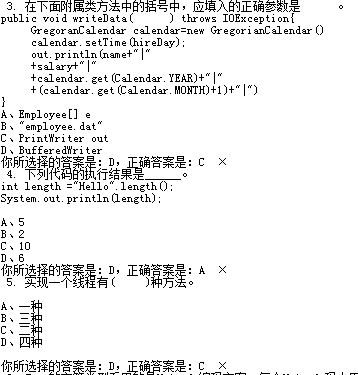 3. 在下面附属类方法中的括号中，应填入的正确参数是      。
public void writeData(      ) throws IOException{
GregoranCalendar calendar=new GregorianCalendar()
calendar.setTime(hireDay);
out.println(name+"|"
+salary+"|"
+calendar.get(Calendar.YEAR)+"|"
+(calendar.get(Calendar.MONTH)+1)+"|")
}
A、Employee[] e
B、"employee.dat"
C、PrintWriter out
D、BufferedWriter
你所选择的答案是：D，正确答案是：C  ×
4. 下列代码的执行结果是______。
int length ="Hello".length();
System.out.println(length);
A、5
B、2
C、10
D、6
你所选择的答案是：D，正确答案是：A  ×
5. 实现一个线程有(    )种方法。
A、一种
B、三种
C、二种
D、四种
你所选择的答案是：D，正确答案是：C  ×